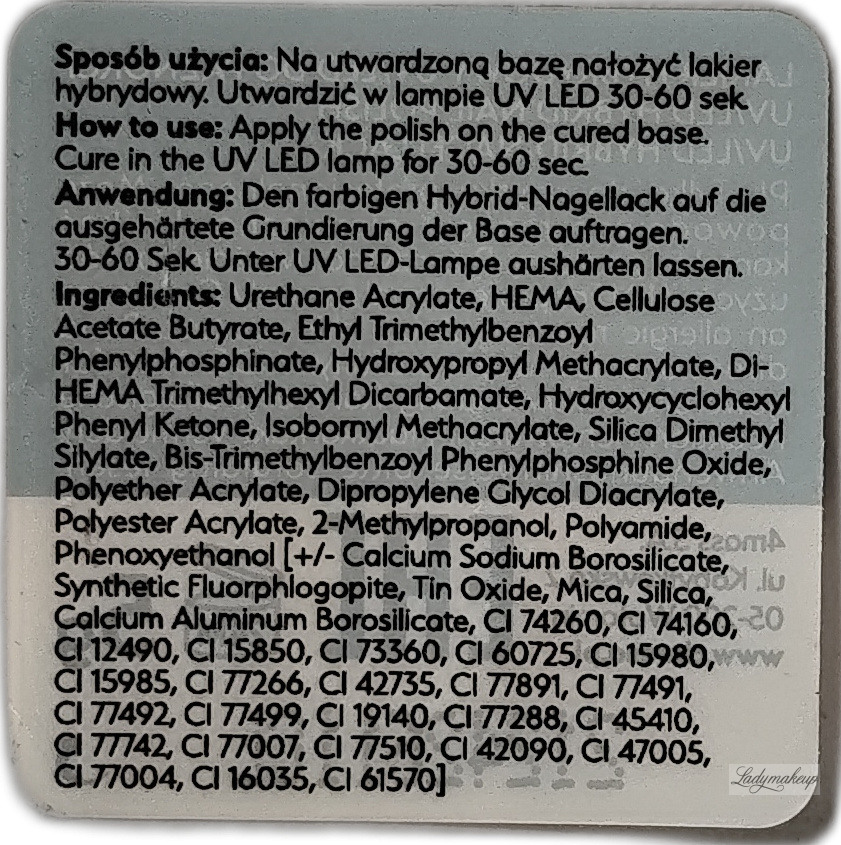 Sposób użycia: Na utwardzoną bazę nałożyć lakier
hybrydowy. Utwardzić w lampie UV LED 30-60 sek.
How to use: Apply the polish on the cured base.
Cure in the UV LED lamp for 30-60 sec.
Anwendung: Den farbigen Hybrid-Nagellack auf die
ausgehärtete Grundierung der Base auftragen.
30-60 Sek. Unter UV LED-Lampe aushärten lassen.
Ingredients: Urethane Acrylate, HEMA, Cellulose
Acetate Butyrate, Ethyl Trimethylbenzoyl
Phenylphosphinate, Hydroxypropyl Methacrylate, Di-
HEMA Trimethylhexyl Dicarbamate, Hydroxycyclohexyl
Phenyl Ketone, Isobornyl Methacrylate, Silica Dimethyl
Silylate, Bis-Trimethylbenzoyl Phenylphosphine Oxide,
Polyether Acrylate, Dipropylene Glycol Diacrylate,
Polyester Acrylate, 2-Methylpropanol, Polyamide,
Phenoxyethanol [+/- Calcium Sodium Borosilicate,
Synthetic Fluorphlogopite, Tin Oxide, Mica, Silica,
Calcium Aluminum Borosilicate, CI 74260, CI 74160,
CI 12490, CI 15850, CI 73360, CI 60725, CI 15980,
CI 15985, CI 77266, CI 42735, CI 77891, CI 77491,
CI 77492, CI 77499, CI 19140, CI 77288, CI 45410,
CI 77742, CI 77007, CI 77510, CI 42090, CI 47005,
CI 77004, CI 16035, CI 61570]
Ladymakeup